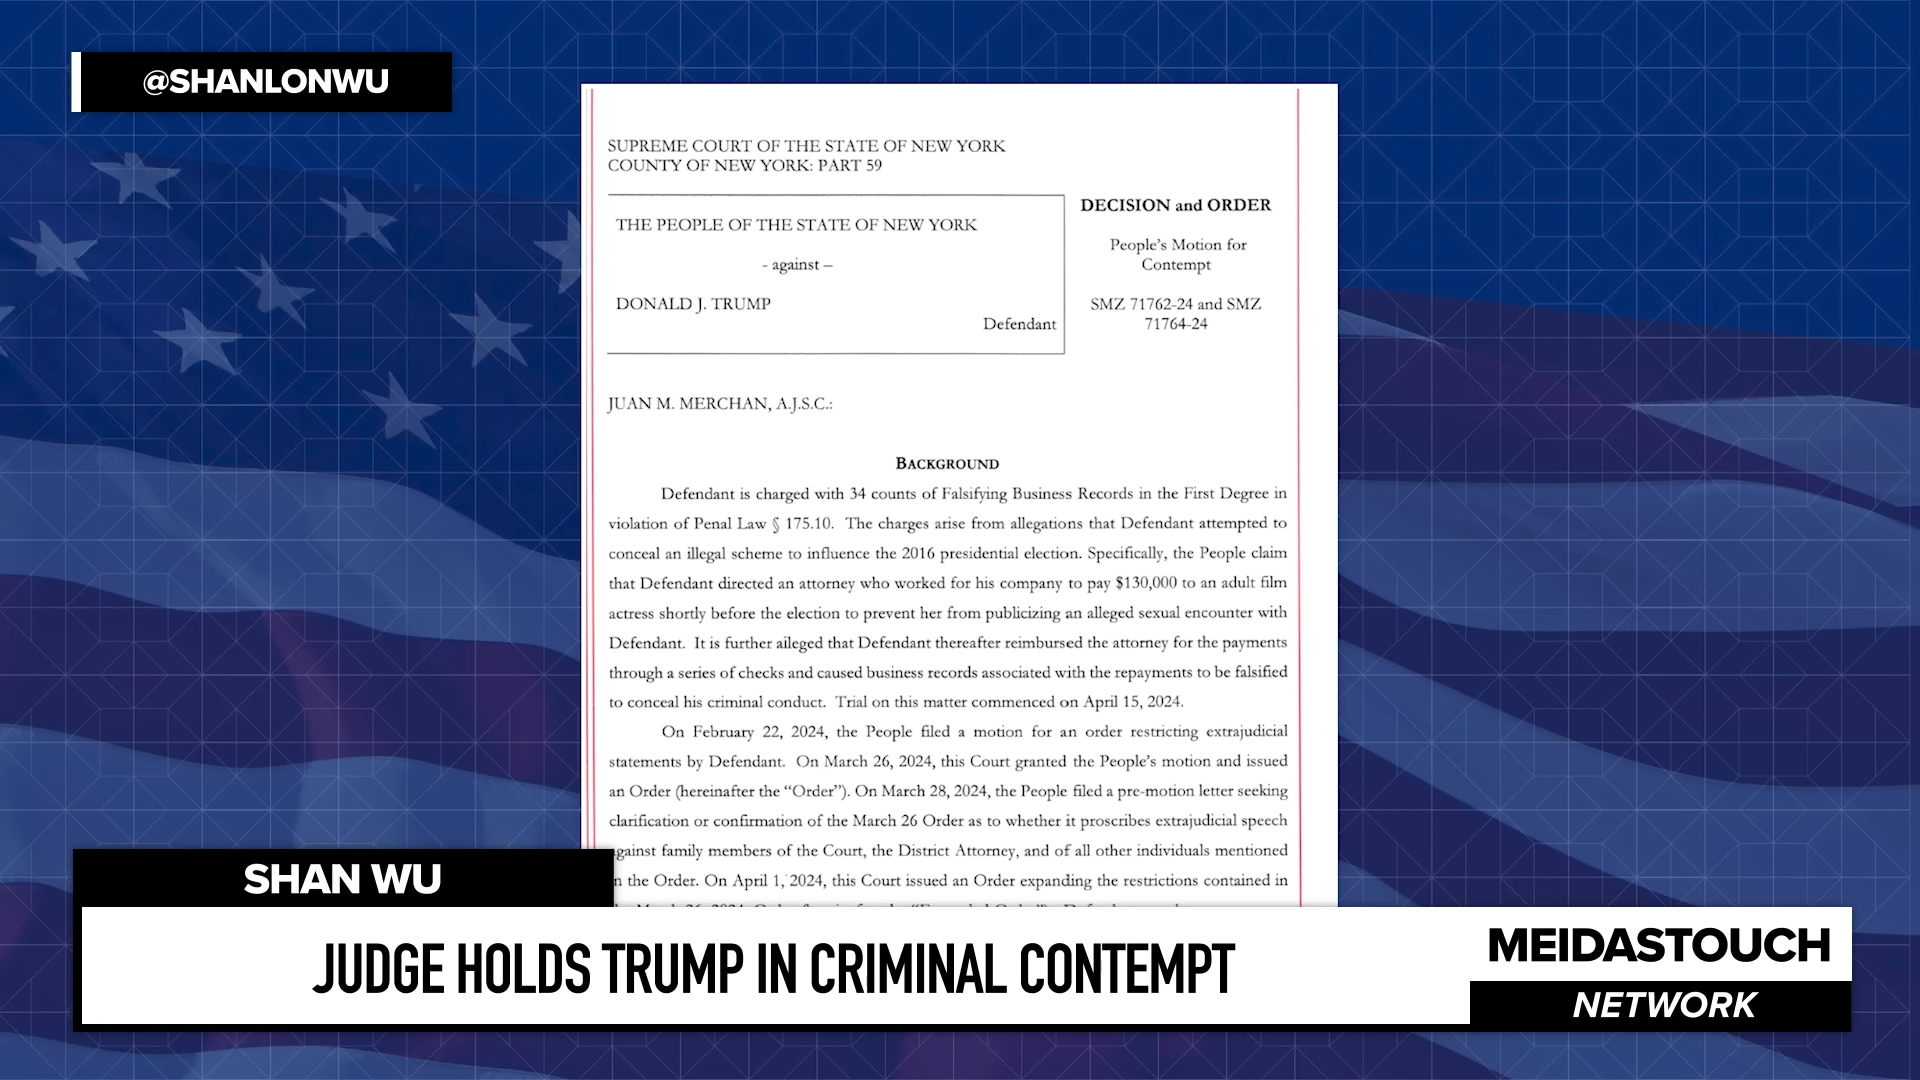 @SHANLONWU
SUPREME COURT OF THE STATE OF NEW YORK
COUNTY OF NEW YORK: PART 59
THE PEOPLE OF THE STATE OF NEW YORK
- against –
DONALD J. TRUMP
Defendant
DECISION and ORDER
People's Motion for
Contempt
SMZ 71762-24 and SMZ
71764-24
JUAN M. MERCHAN, A.J.S.C.:
BACKGROUND
Defendant is charged with 34 counts of Falsifying Business Records in the First Degree in
violation of Penal Law § 175.10. The charges arise from allegations that Defendant attempted to
conceal an illegal scheme to influence the 2016 presidential election. Specifically, the People claim
that Defendant directed an attorney who worked for his company to pay $130,000 to an adult film
actress shortly before the election to prevent her from publicizing an alleged sexual encounter with
Defendant. It is further alleged that Defendant thereafter reimbursed the attorney for the payments
through a series of checks and caused business records associated with the repayments to be falsified
to conceal his criminal conduct. Trial on this matter commenced on April 15, 2024.
On February 22, 2024, the People filed a motion for an order restricting extrajudicial
statements by Defendant. On March 26, 2024, this Court granted the People's motion and issued
an Order (hereinafter the “Order”). On March 28, 2024, the People filed a pre-motion letter seeking
clarification or confirmation of the March 26 Order as to whether it proscribes extrajudicial speech
against family members of the Court, the District Attorney, and of all other individuals mentioned
in the Order. On April 1, 2024, this Court issued an Order expanding the restrictions contained in
SHAN WU
JUDGE HOLDS TRUMP IN CRIMINAL CONTEMPT
MEIDASTOUCH
NETWORK